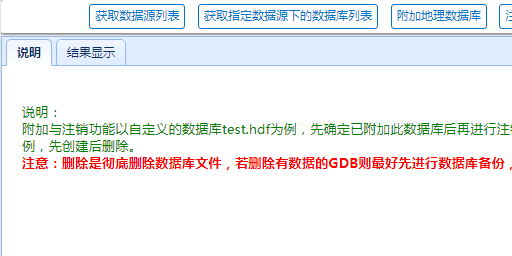 获取数据源列表 获取指定数据源下的数据库列表 附加地理数据库
说明 结果显示
说明：
附加与注销功能以自定义的数据库test.hdf为例，先确定已附加此数据库后再进行注
例，先创建后删除。
注意：删除是彻底删除数据库文件，若删除有数据的GDB则最好先进行数据库备份，